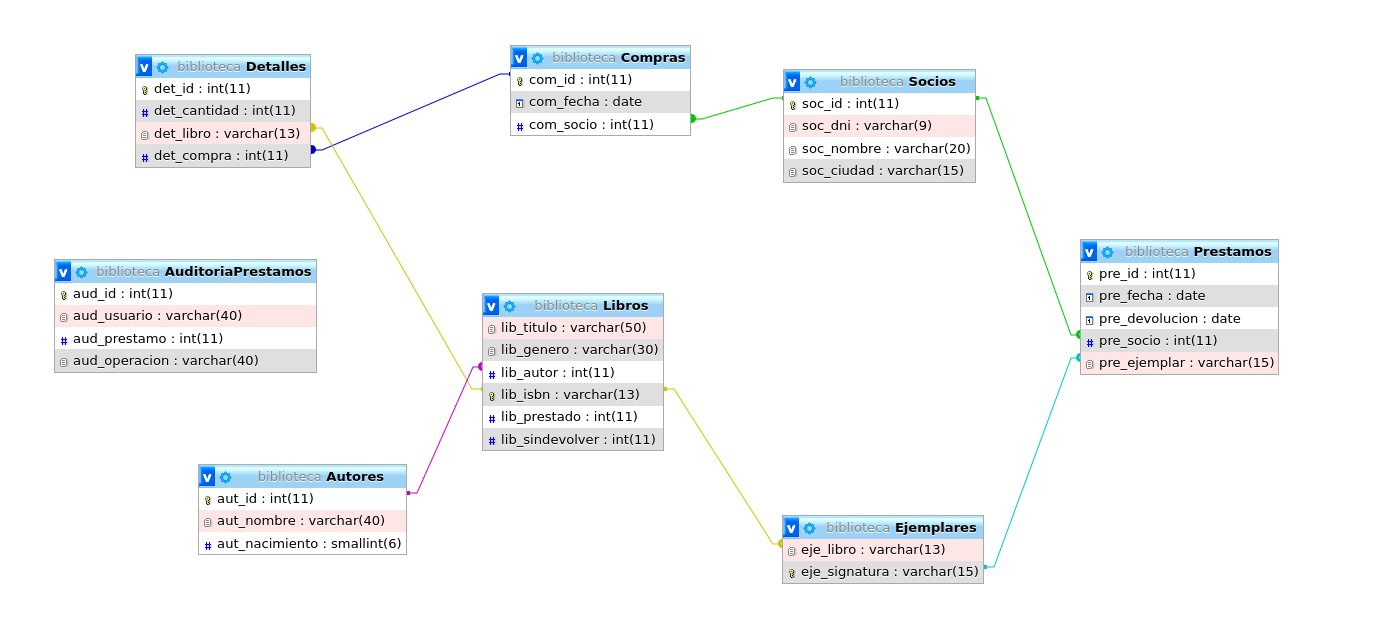 v biblioteca Detalles
det_id : int(11)
det_cantidad : int(11)
det_libro : varchar(13)
det_compra : int(11)
v biblioteca Compras
com_id : int(11)
com_fecha : date
com_socio : int(11)
v biblioteca Socios
soc_id : int(11)
soc_dni : varchar(9)
soc_nombre : varchar(20)
soc_ciudad : varchar(15)
v biblioteca AuditoriaPrestamos
aud_id : int(11)
aud_usuario : varchar(40)
aud_prestamo : int(11)
aud_operacion : varchar(40)
v biblioteca Libros
lib_titulo : varchar(50)
lib_genero : varchar(30)
lib_autor : int(11)
lib_isbn : varchar(13)
lib_prestado : int(11)
lib_sindevolver : int(11)
v biblioteca Prestamos
pre_id : int(11)
pre_fecha : date
pre_devolucion : date
pre_socio : int(11)
pre_ejemplar : varchar(15)
v biblioteca Autores
aut_id : int(11)
aut_nombre : varchar(40)
aut_nacimiento : smallint(6)
v biblioteca Ejemplares
eje_libro : varchar(13)
eje_signatura : varchar(15)